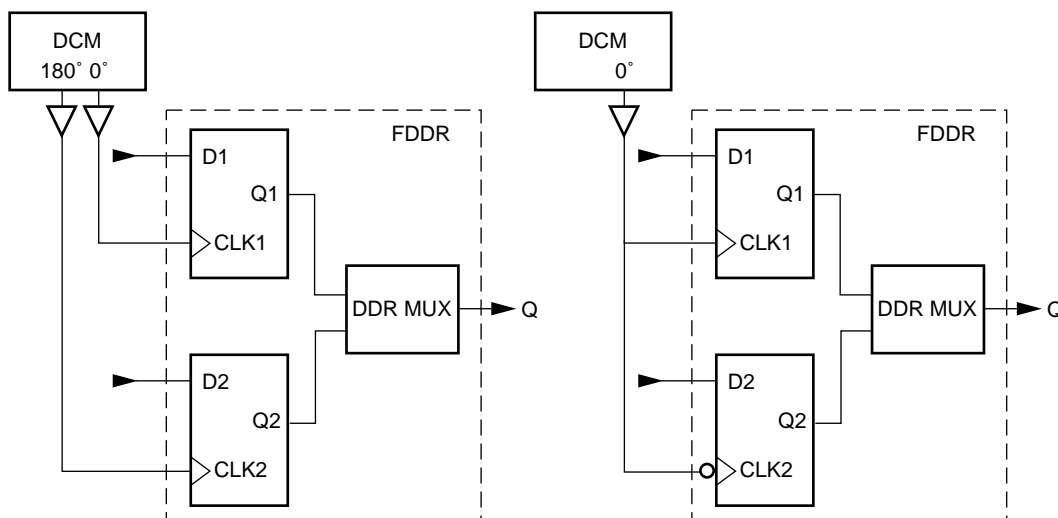 DCM
180˚ 0˚
FDDR
D1
Q1
CLK1
DDR MUX
Q
D2
Q2
CLK2
DCM
0˚
FDDR
D1
Q1
CLK1
DDR MUX
Q
D2
Q2
CLK2